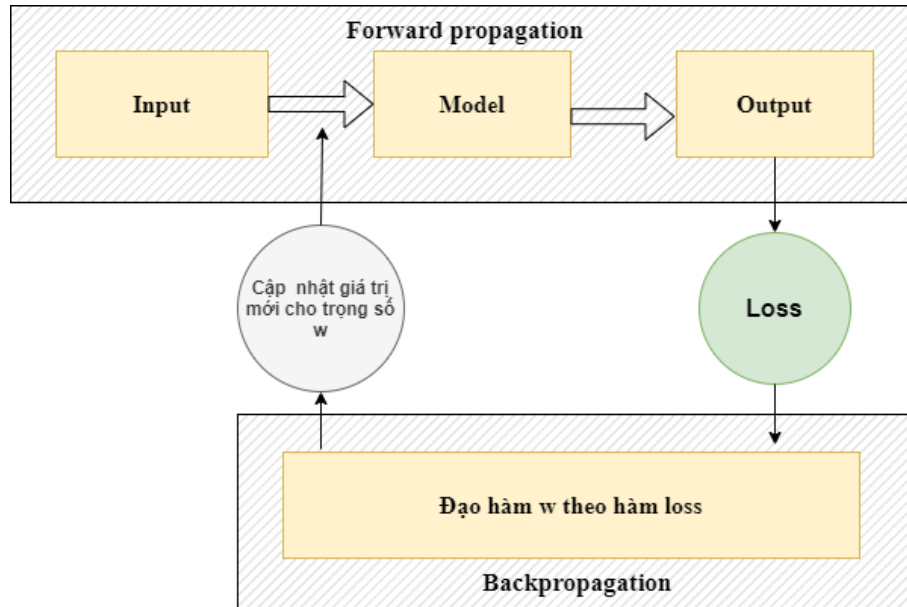 Forward propagation
Input
Model
Output
Cập nhật giá trị
mới cho trọng số
w
Loss
Đạo hàm w theo hàm loss
Backpropagation